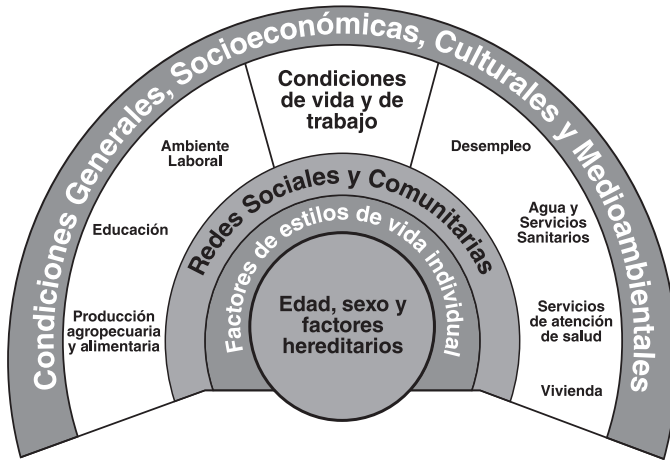 Condiciones Generales, Socioeconómicas, Culturales y Medioambientales
Condiciones
de vida y de
trabajo
Ambiente
Laboral
Desempleo
Redes Sociales y Comunitarias
Educación
Agua y
Servicios
Sanitarios
Factores de estilos de vida individual
Edad, sexo y
factores
hereditarios
Producción
agropecuaria
y alimentaria
Servicios
de atención
de salud
Vivienda